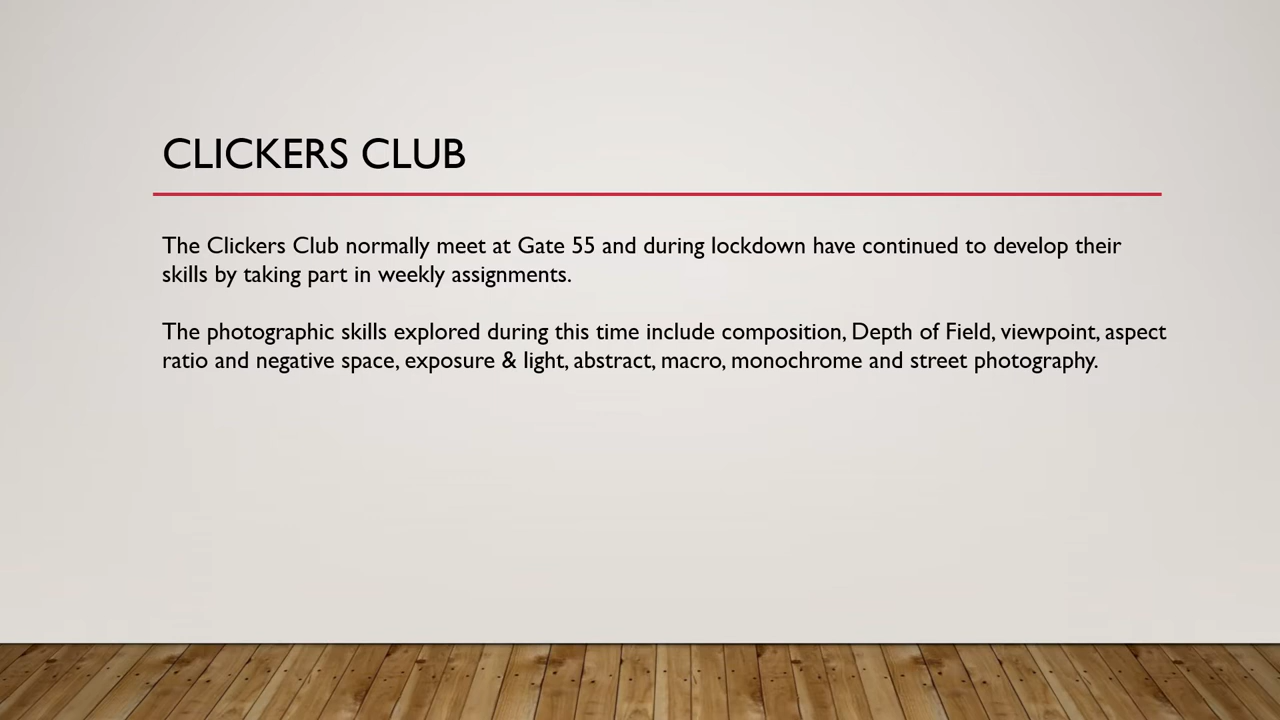 CLICKERS CLUB
The Clickers Club normally meet at Gate 55 and during lockdown have continued to develop their
skills by taking part in weekly assignments.
The photographic skills explored during this time include composition, Depth of Field, viewpoint, aspect
ratio and negative space, exposure & light, abstract, macro, monochrome and street photography.